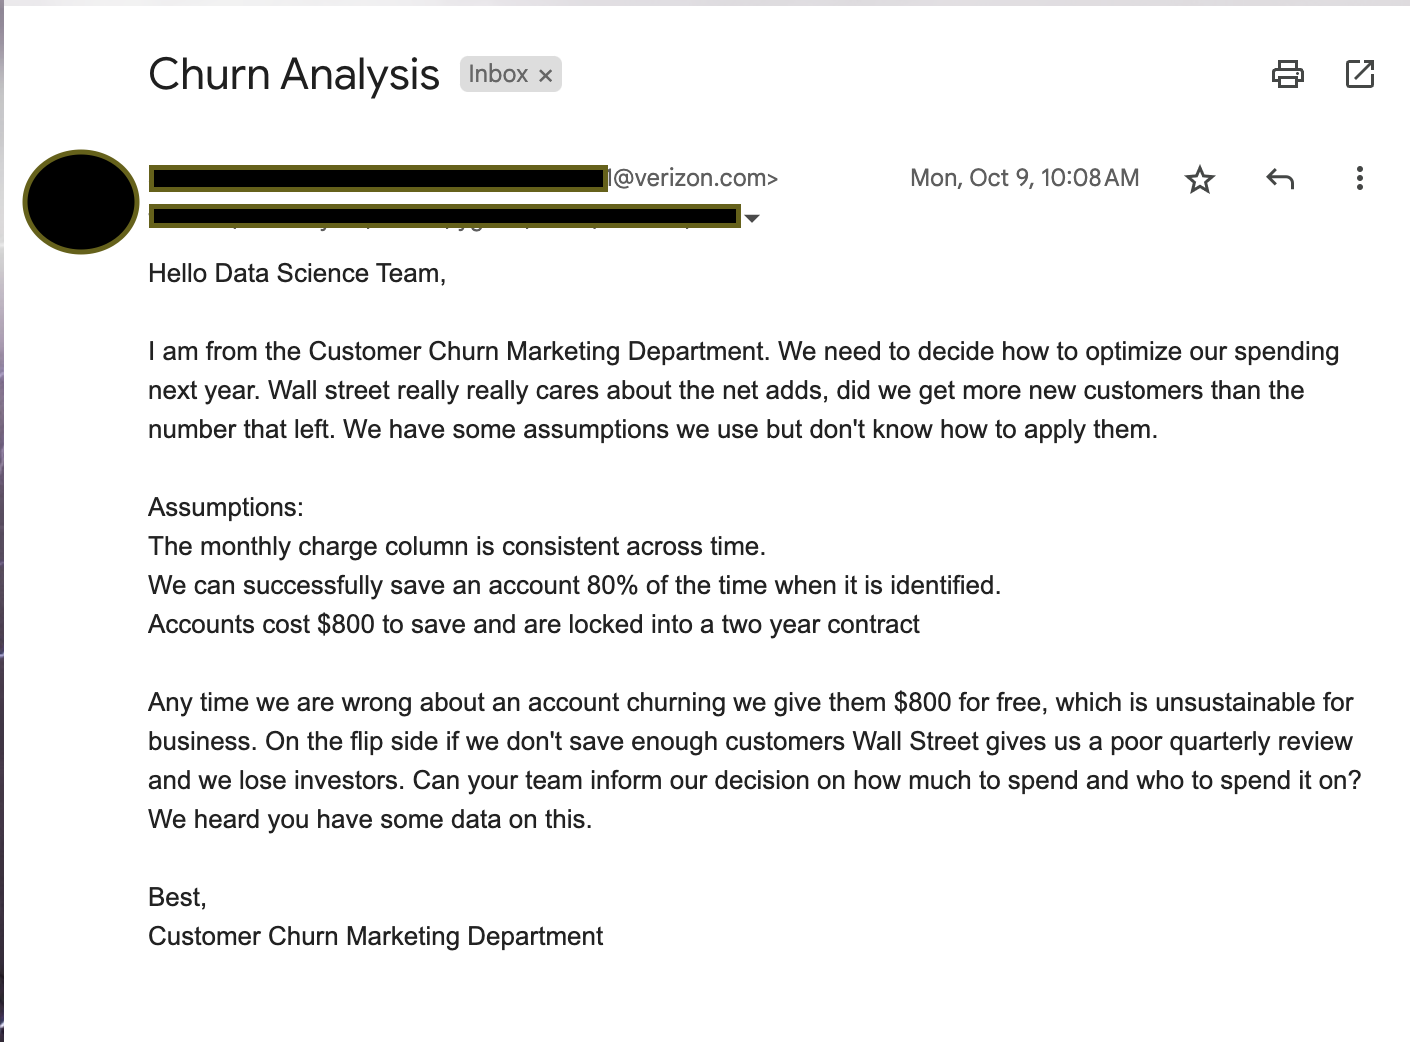 Churn Analysis Inbox ×
@verizon.com> Mon, Oct 9, 10:08 AM
Hello Data Science Team,
I am from the Customer Churn Marketing Department. We need to decide how to optimize our spending
next year. Wall street really really cares about the net adds, did we get more new customers than the
number that left. We have some assumptions we use but don't know how to apply them.
Assumptions:
The monthly charge column is consistent across time.
We can successfully save an account 80% of the time when it is identified.
Accounts cost $800 to save and are locked into a two year contract
Any time we are wrong about an account churning we give them $800 for free, which is unsustainable for
business. On the flip side if we don't save enough customers Wall Street gives us a poor quarterly review
and we lose investors. Can your team inform our decision on how much to spend and who to spend it on?
We heard you have some data on this.
Best,
Customer Churn Marketing Department